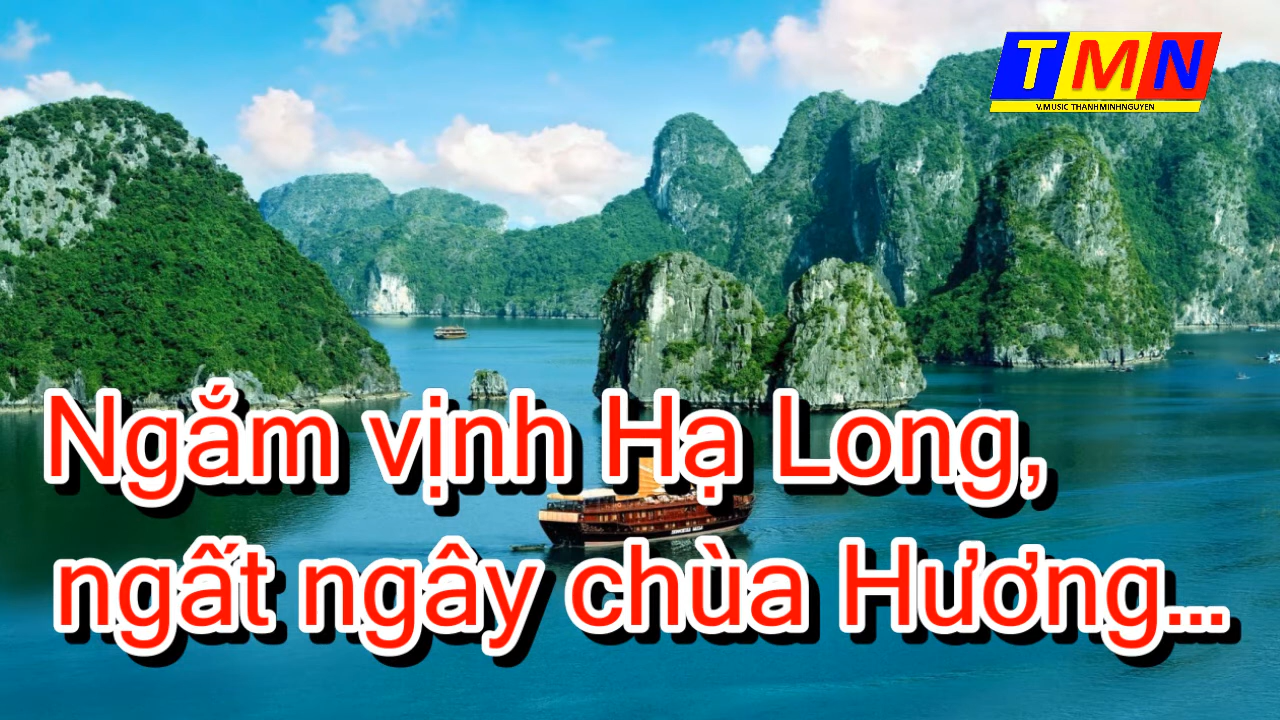 TMN
V.MUSIC THANHMINHNGUYEN
Ngắm vịnh Hạ Long,
ngất ngây chùa Hương...